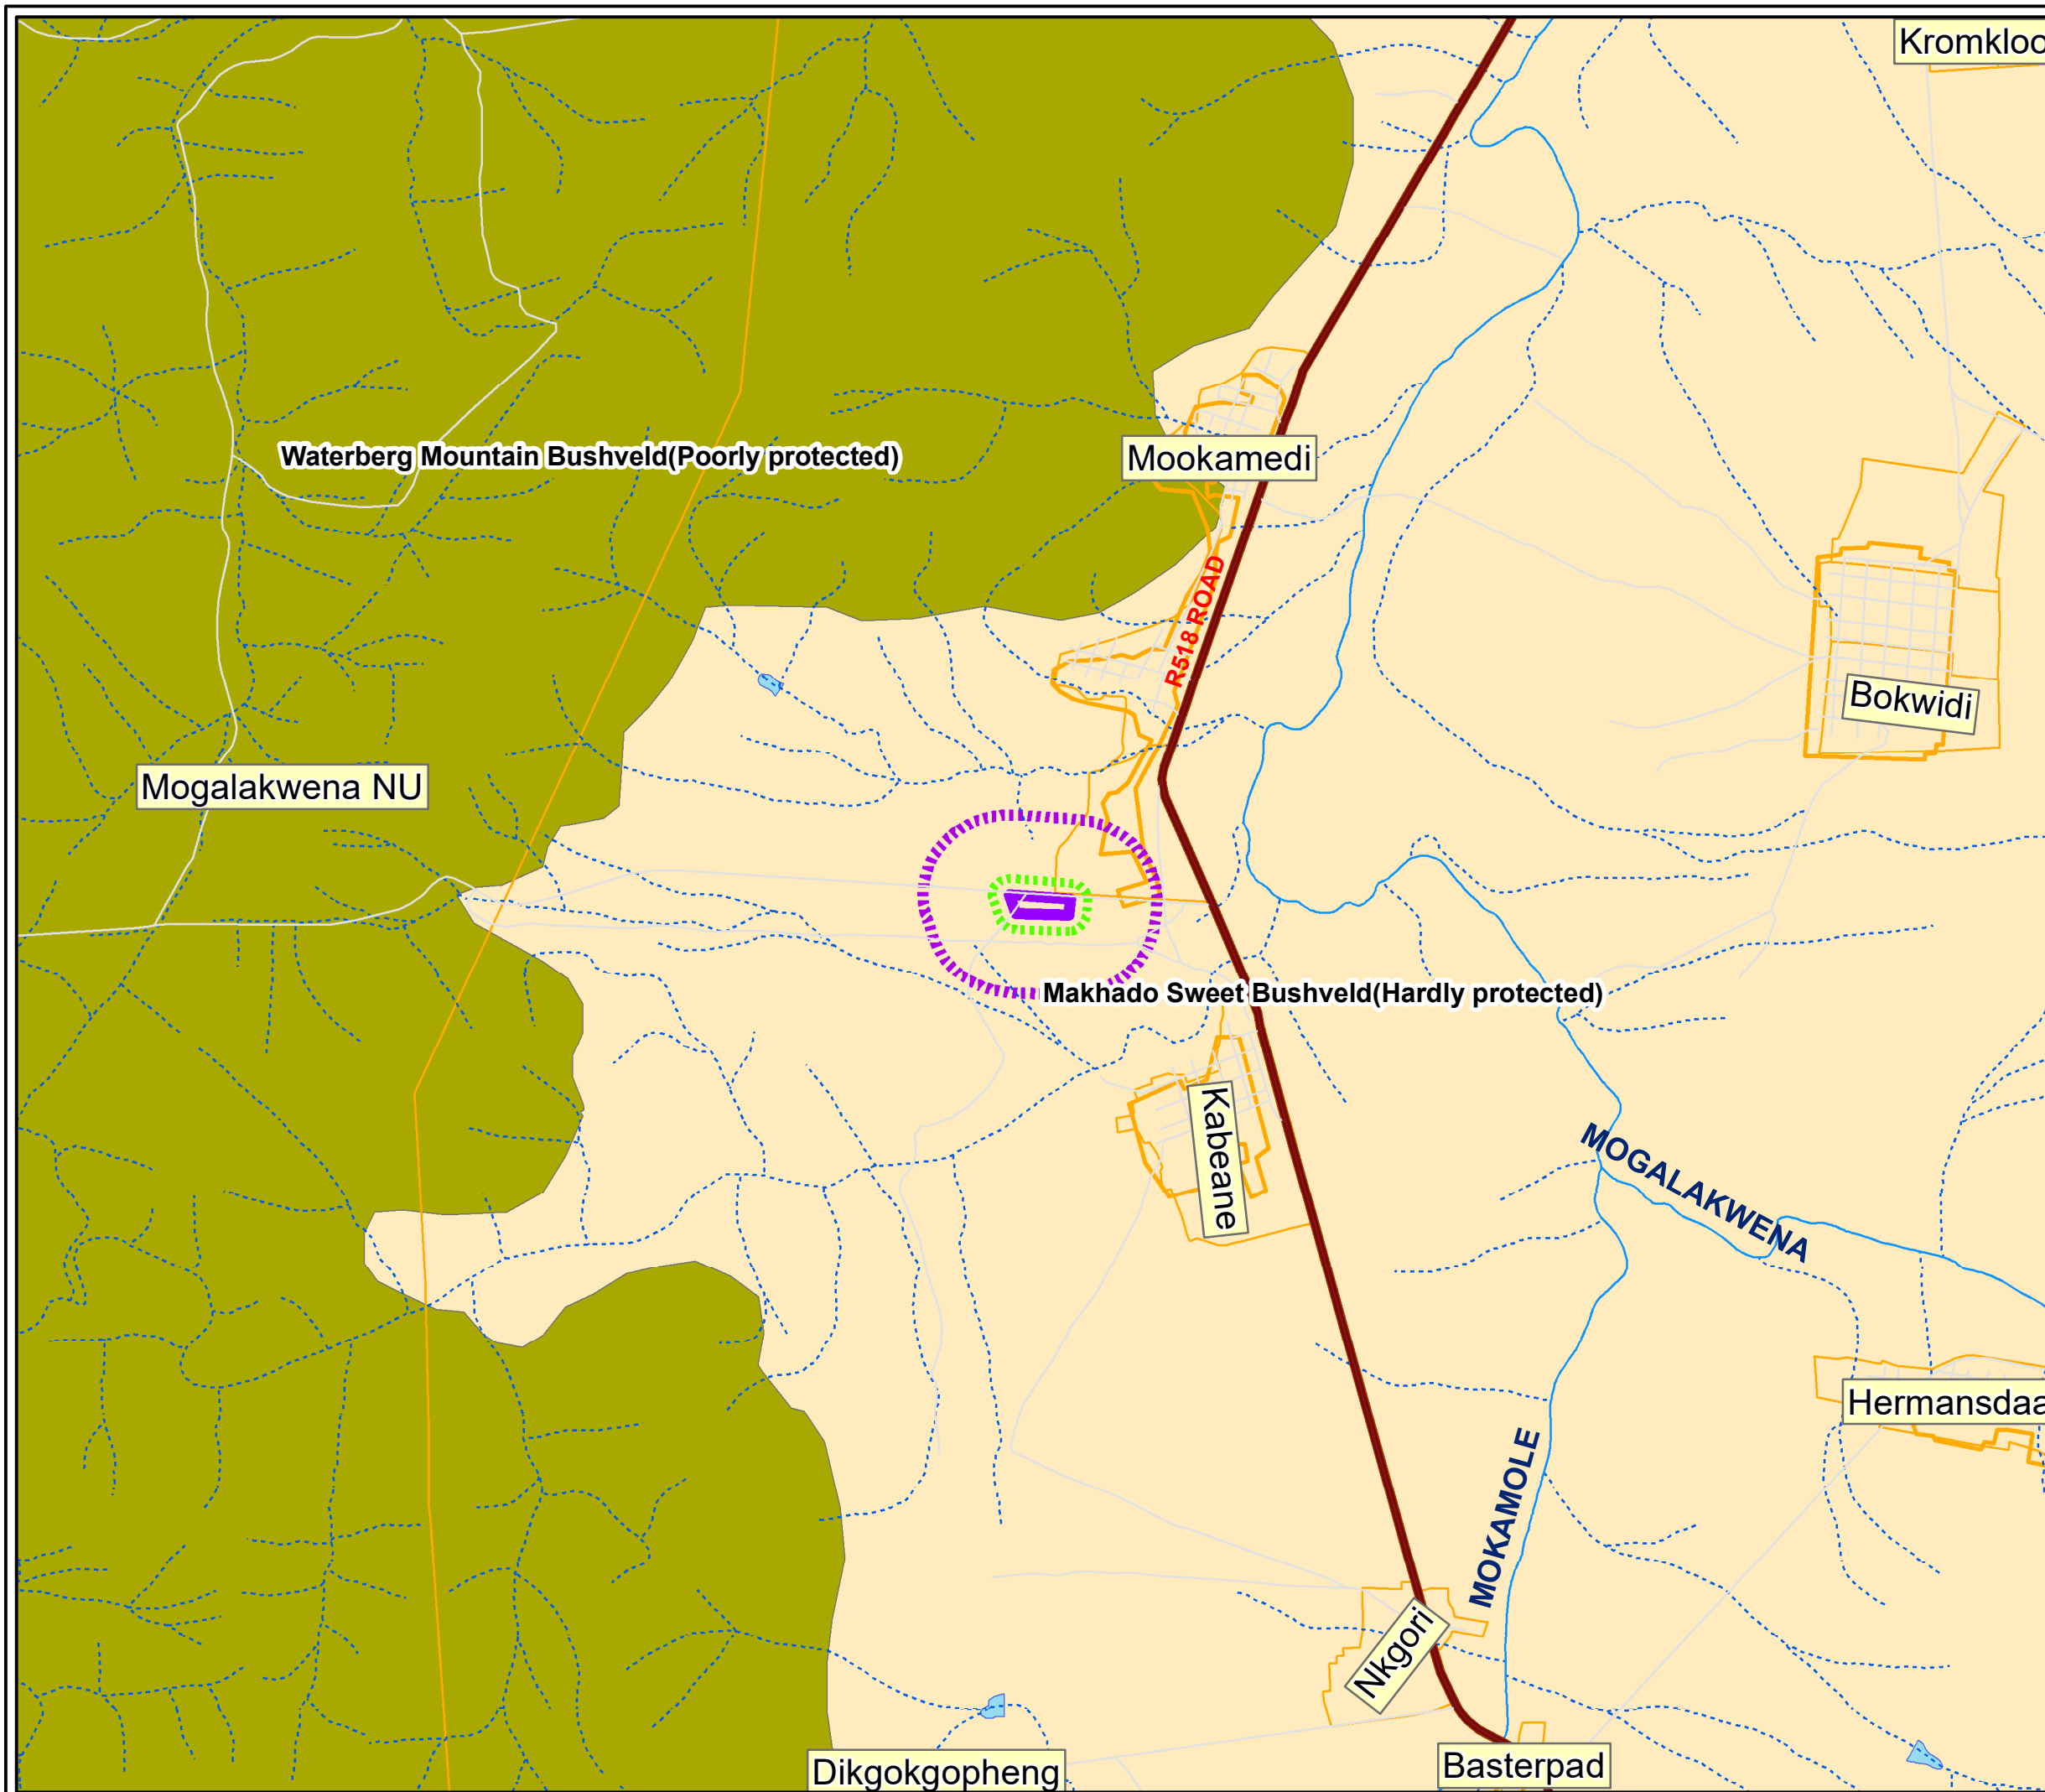 Kromkloo
Waterberg Mountain Bushveld(Poorly protected)
Mookamedi
R518 ROAD
Bokwidi
Mogalakwena NU
Makhado Sweet Bushveld(Hardly protected)
Kabeane
MOGALAKWENA
Hermansdaa
MOKAMOLE
Nkgori
Dikgokgopheng
Basterpad